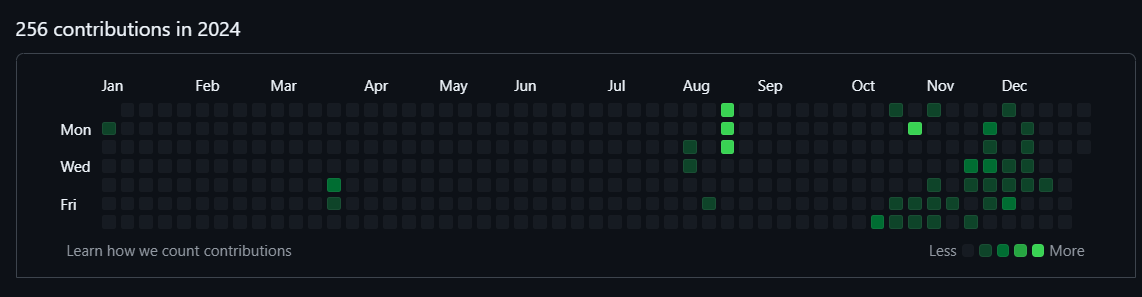 256 contributions in 2024
Jan Feb Mar Apr May Jun Jul Aug Sep Oct Nov Dec
Mon
Wed
Fri
Learn how we count contributions Less More